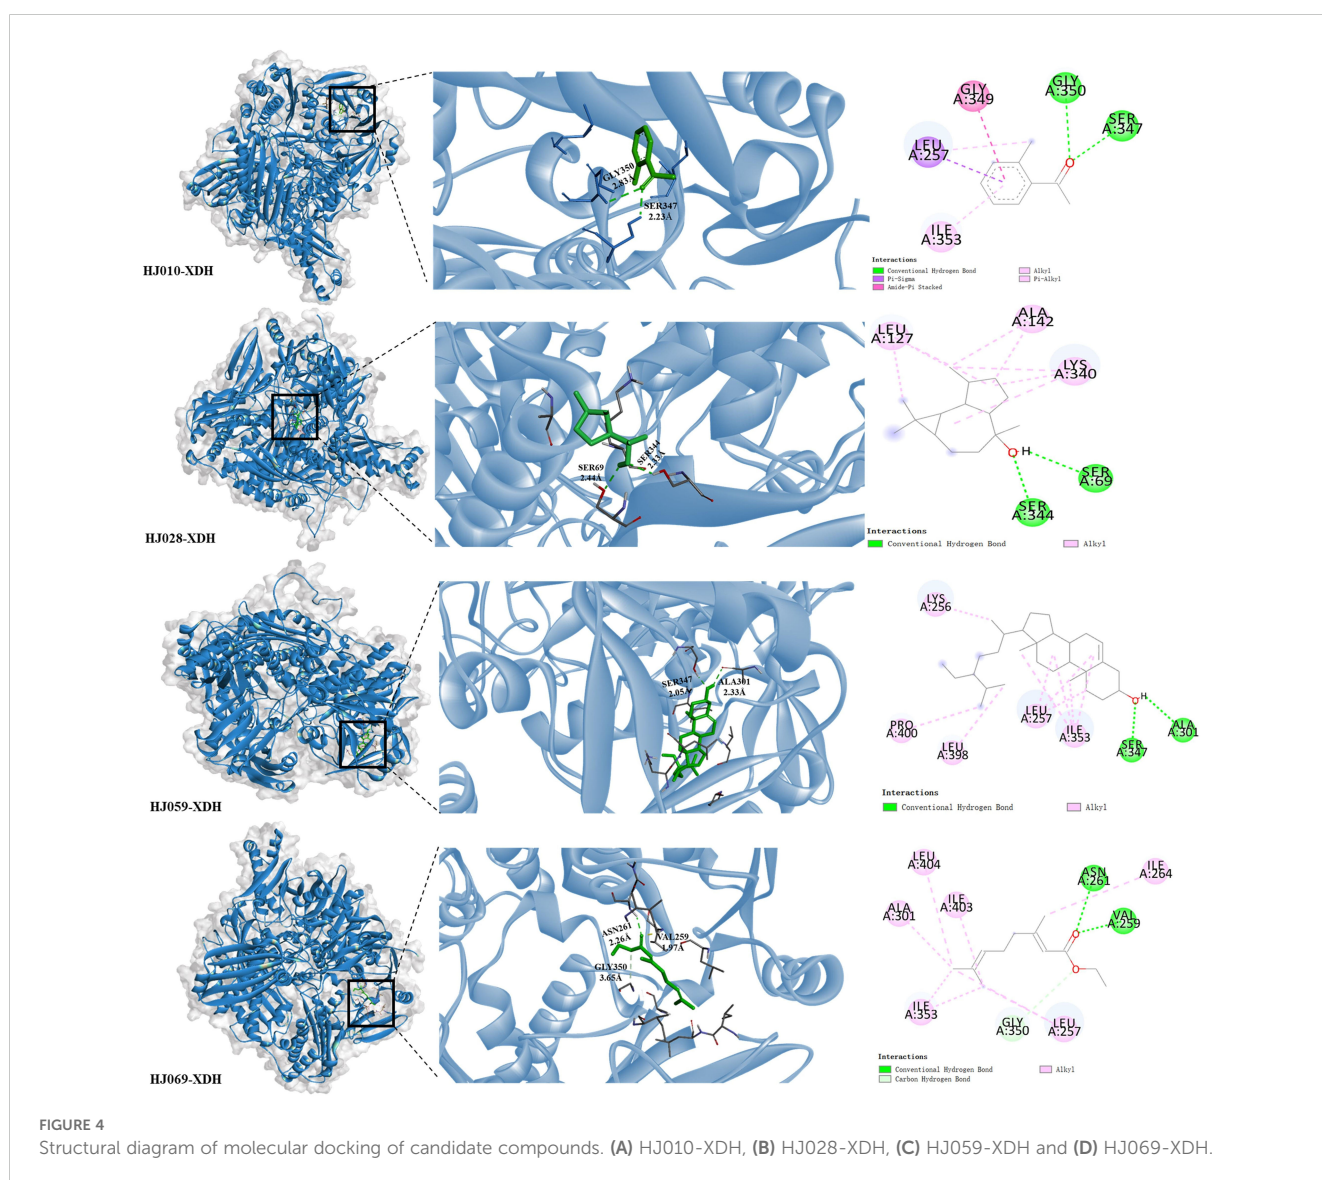 GLY350
2.83Å
SER347
2.23Å
HJ010-XDH
GLY
A:349
GLY
A:350
SER
A:347
LEU
A:257
ILE
A:353
Interactions
Conventional Hydrogen Bond
Pi-Sigma
Amide-Pi Stacked
Alkyl
Pi-Alkyl
O
SER69
2.44Å
SER344
HJ028-XDH
LEU
A:127
ALA
A:142
LYS
A:340
O H
SER
A:69
SER
A:344
Interactions
Conventional Hydrogen Bond
Alkyl
SER347
2.05Å
ALA301
2.33Å
HJ059-XDH
LYS
A:256
PRO
A:400
LEU
A:398
LEU
A:257
ILE
A:353
O H
SER
A:347
ALA
A:301
Interactions
Conventional Hydrogen Bond
Alkyl
ASN261
2.26Å
VAL259
1.97Å
GLY350
3.65Å
HJ069-XDH
LEU
A:404
ALA
A:301
ILE
A:403
ASN
A:261
ILE
A:264
VAL
A:259
O
O
ILE
A:353
GLY
A:350
LEU
A:257
Interactions
Conventional Hydrogen Bond
Carbon Hydrogen Bond
Alkyl
FIGURE 4
Structural diagram of molecular docking of candidate compounds. (A) HJ010-XDH, (B) HJ028-XDH, (C) HJ059-XDH and (D) HJ069-XDH.